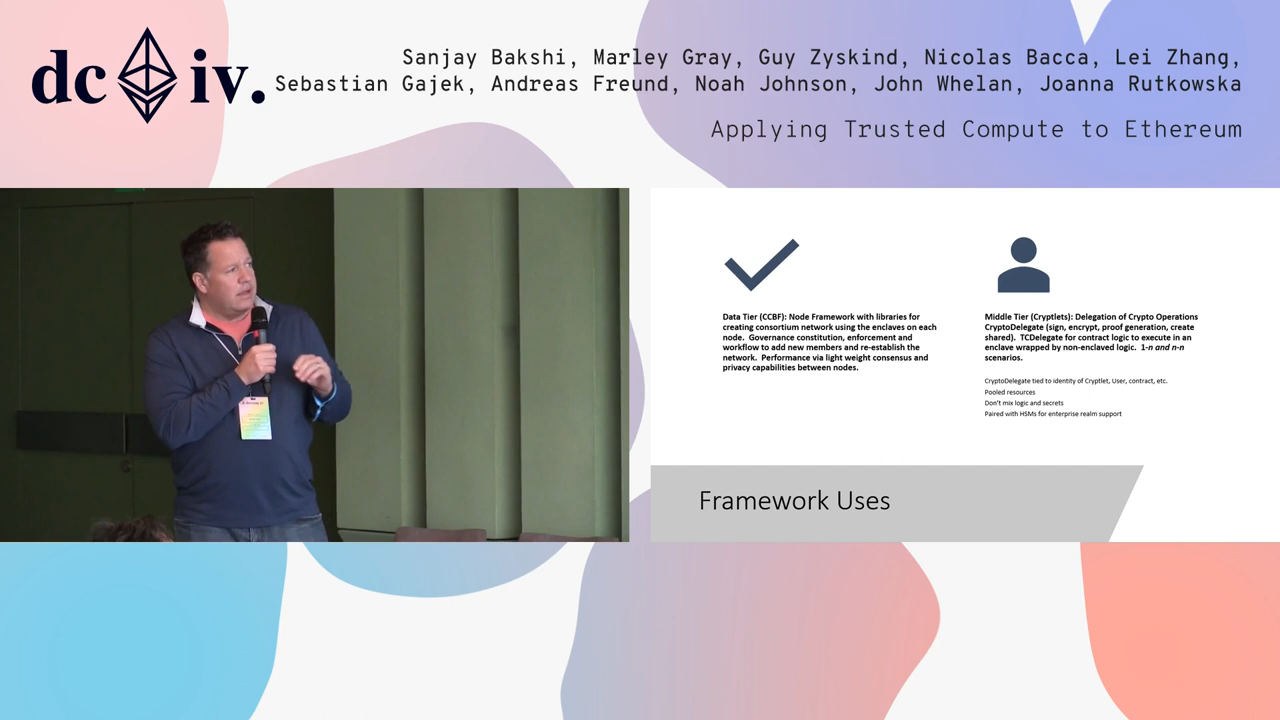 dc iv.
Sanjay Bakshi, Marley Gray, Guy Zyskind, Nicolas Bacca, Lei Zhang,
Sebastian Gajek, Andreas Freund, Noah Johnson, John Whelan, Joanna Rutkowska
Applying Trusted Compute to Ethereum
Data Tier (CCBF): Node Framework with libraries for
creating consortium network using the enclaves on each
node. Governance constitution, enforcement and
workflow to add new members and re-establish the
network. Performance via light weight consensus and
privacy capabilities between nodes.
Middle Tier (Cryptlets): Delegation of Crypto Operations
CryptoDelegate (sign, encrypt, proof generation, create
shared). TCDelegate for contract logic to execute in an
enclave wrapped by non-enclaved logic. 1-n and n-n
scenarios.
CryptoDelegate tied to identity of Cryptlet, User, contract, etc.
Pooled resources
Don't mix logic and secrets
Paired with HSMs for enterprise realm support
Framework Uses